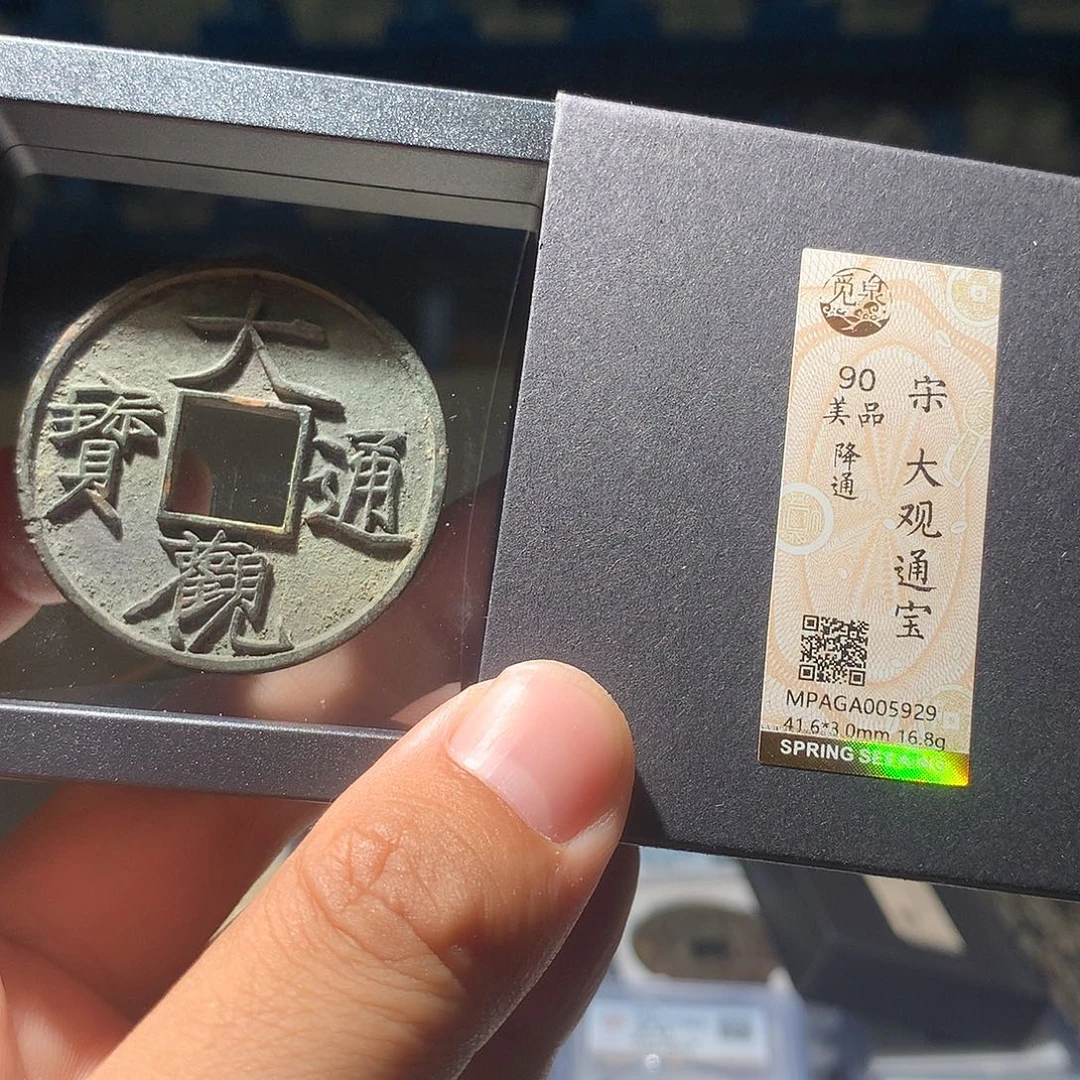 大
觀
通
寶
觅泉
宋 大观通宝
90
美品
降通
MPAGA005929
41.6*3.0mm 16.8g
SPRING SEEKING